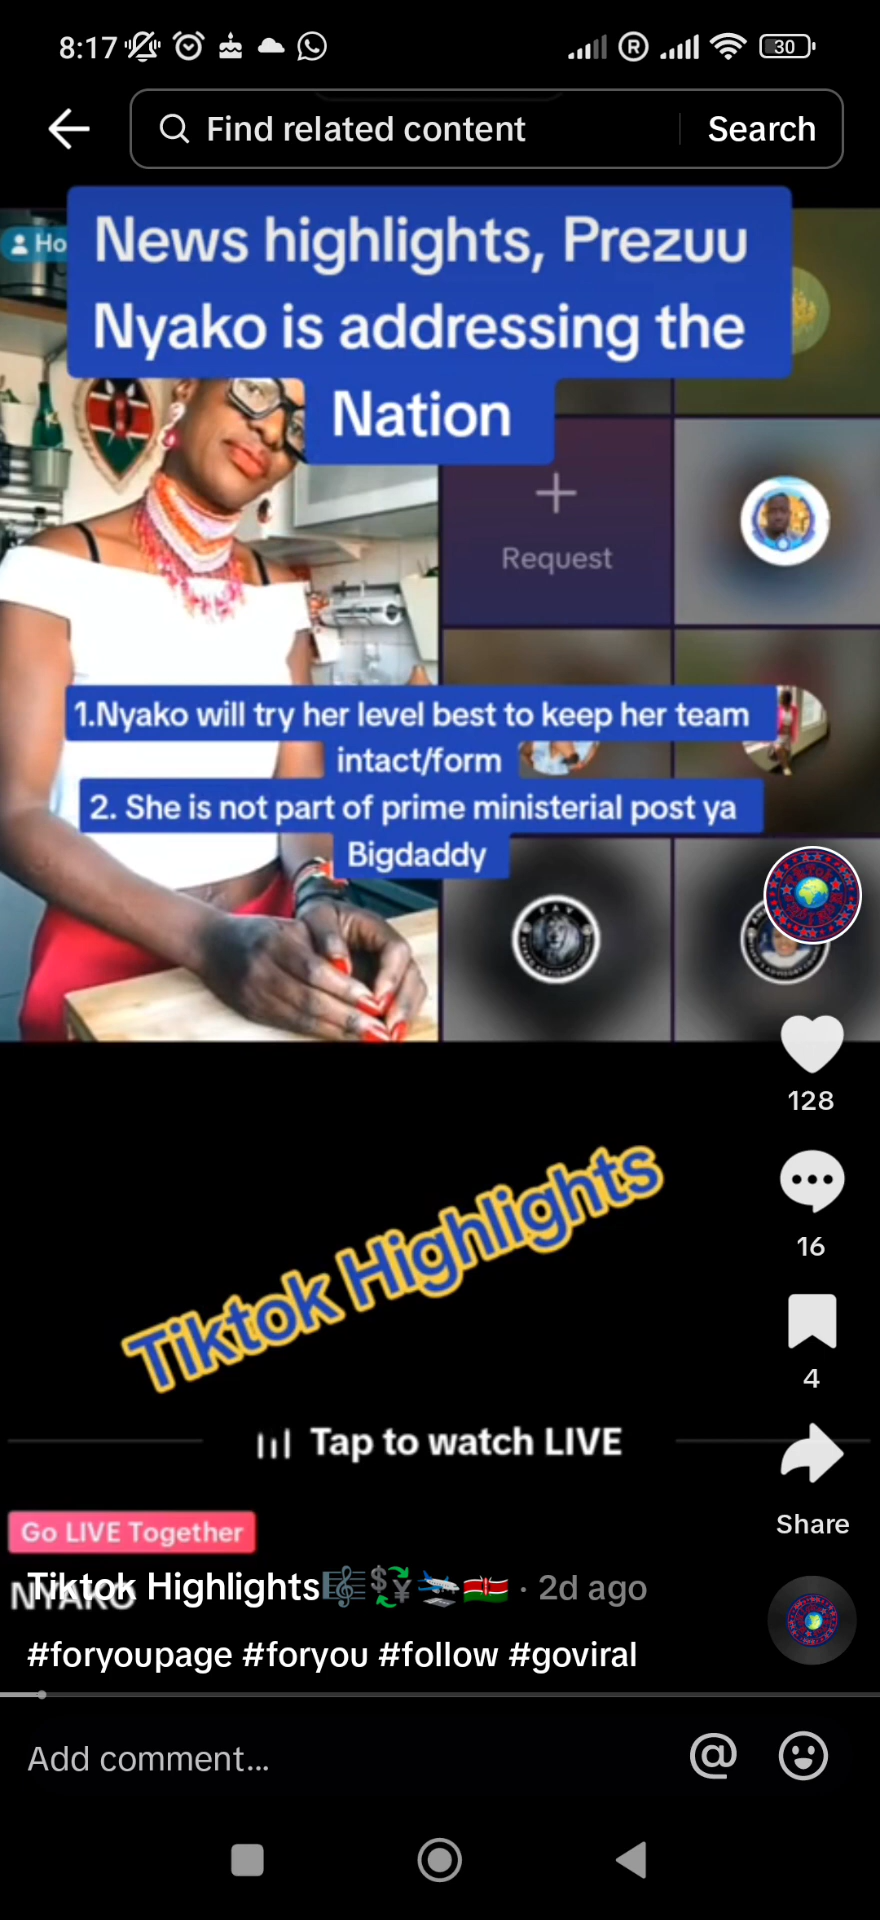 8:17
R
30
Find related content
Search
Ho
News highlights, Prezuu
Nyako is addressing the
Nation
Request
1.Nyako will try her level best to keep her team
intact/form
2. She is not part of prime ministerial post ya
Bigdaddy
128
16
4
Tiktok Highlights
Tap to watch LIVE
Share
Go LIVE Together
NYAKO
Tiktok Highlights · 2d ago
#foryoupage #foryou #follow #goviral
Add comment...